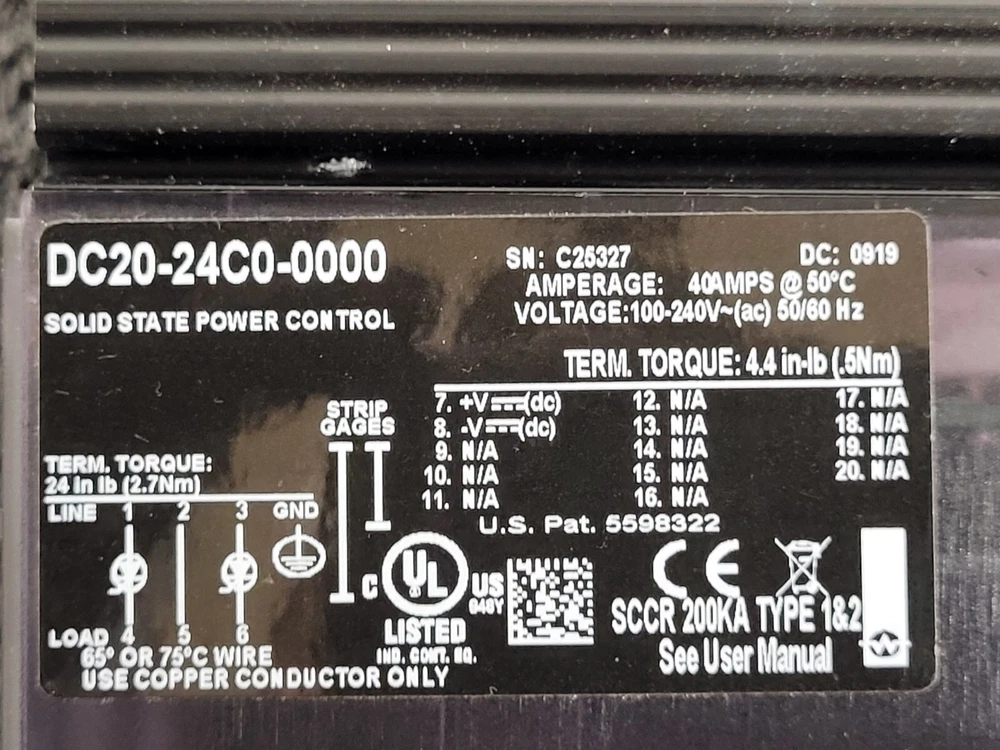 DC20-24C0-0000
SOLID STATE POWER CONTROL
SN: C25327 DC: 0919
AMPERAGE: 40AMPS @ 50°C
VOLTAGE:100-240V~(ac) 50/60 Hz
TERM. TORQUE: 4.4 in-lb (.5Nm)
7. +V⎓(dc) 12. N/A 17. N/A
8. -V⎓(dc) 13. N/A 18. N/A
9. N/A 14. N/A 19. N/A
10. N/A 15. N/A 20. N/A
11. N/A 16. N/A
U.S. Pat. 5598322
STRIP
GAGES
TERM. TORQUE:
24 in lb (2.7Nm)
LINE 1 2 3 GND
LOAD 4 5 6
65° OR 75°C WIRE
USE COPPER CONDUCTOR ONLY
C UL US
LISTED
IND. CONT. EQ.
CE
SCCR 200KA TYPE 1&2
See User Manual